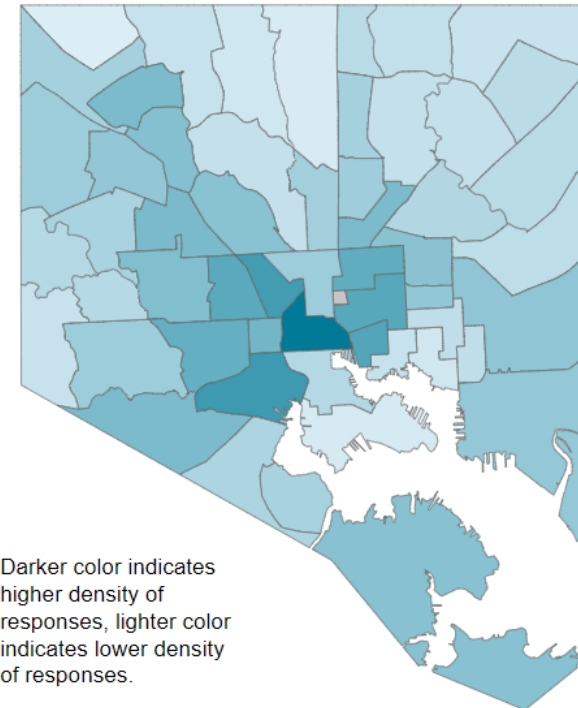 Darker color indicates
higher density of
responses, lighter color
indicates lower density
of responses.